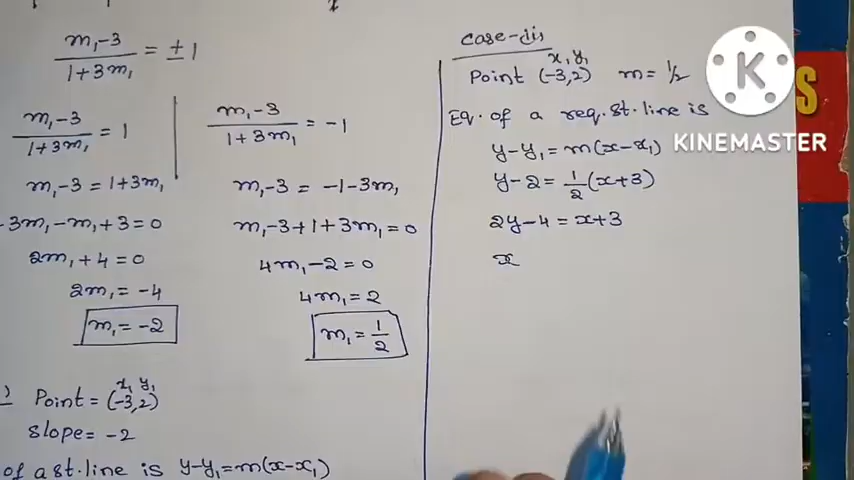 m₁-3 / 1+3m₁ = ±1
m₁-3 / 1+3m₁ = 1
m₁-3 = 1+3m₁
3m₁-m₁+3=0
2m₁+4=0
2m₁=-4
m₁=-2
m₁-3 / 1+3m₁ = -1
m₁-3 = -1-3m₁
m₁-3+1+3m₁=0
4m₁-2=0
4m₁=2
m₁=1/2
) Point = (-3,2)
x₁ y₁
slope = -2
of a st.line is y-y₁=m(x-x₁)
case-(ii)
x₁ y₁
Point (-3,2) m=1/2
Eq. of a req.st.line is
y-y₁=m(x-x₁)
y-2=1/2(x+3)
2y-4=x+3
x
K
KINEMASTER
S